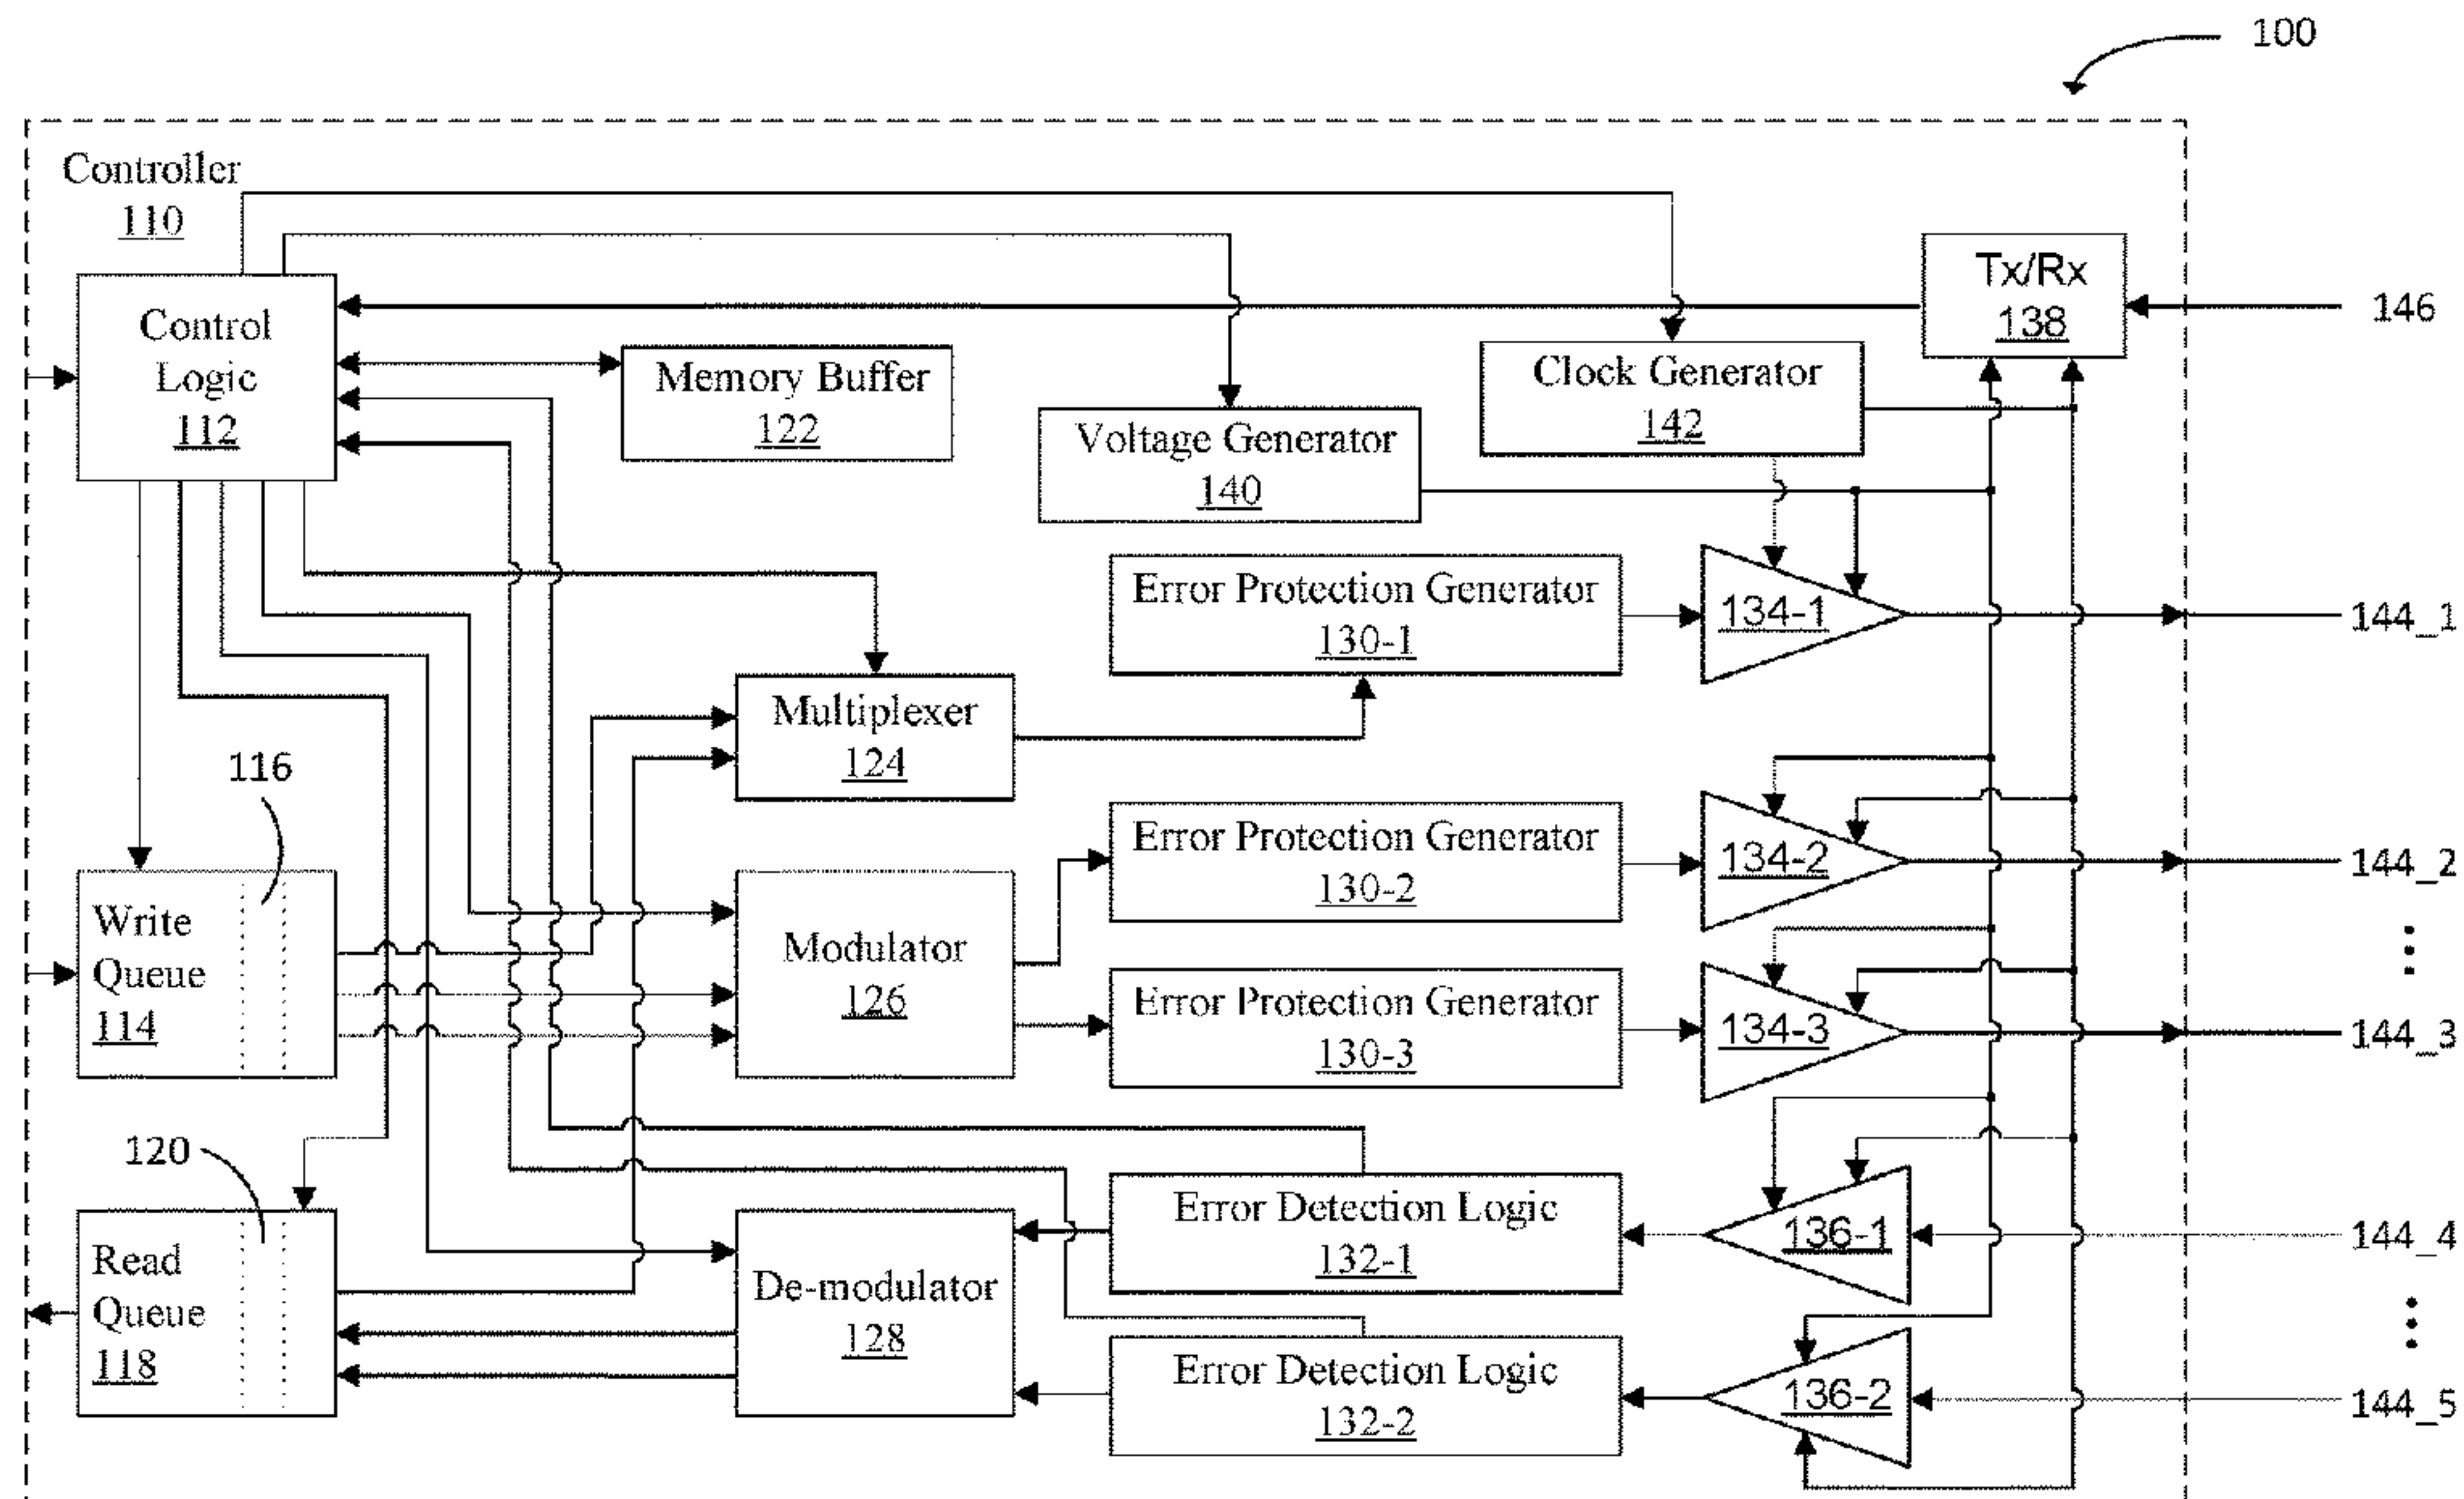 100
Controller
110
Control
Logic
112
Memory Buffer
122
Voltage Generator
140
Clock Generator
142
Tx/Rx
138
146
Error Protection Generator
130-1
134-1
144_1
Multiplexer
124
116
Write
Queue
114
Modulator
126
Error Protection Generator
130-2
134-2
144_2
Error Protection Generator
130-3
134-3
144_3
120
Read
Queue
118
De-modulator
128
Error Detection Logic
132-1
136-1
144_4
Error Detection Logic
132-2
136-2
144_5